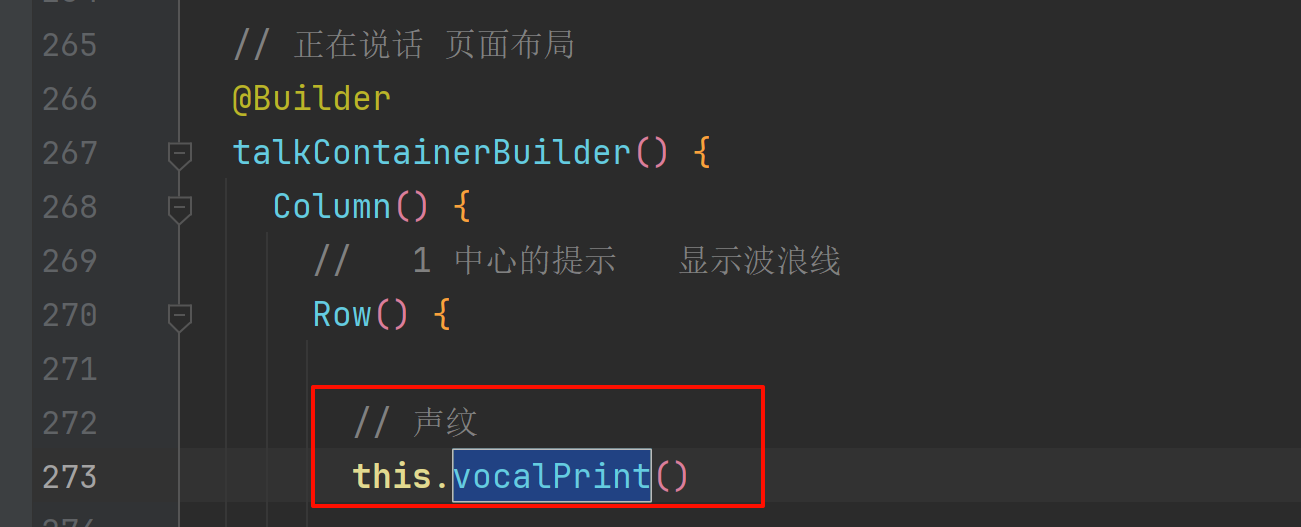 265 // 正在说话 页面布局
266 @Builder
267 talkContainerBuilder() {
268 Column() {
269 // 1 中心的提示 显示波浪线
270 Row() {
271
272 // 声纹
273 this.vocalPrint()